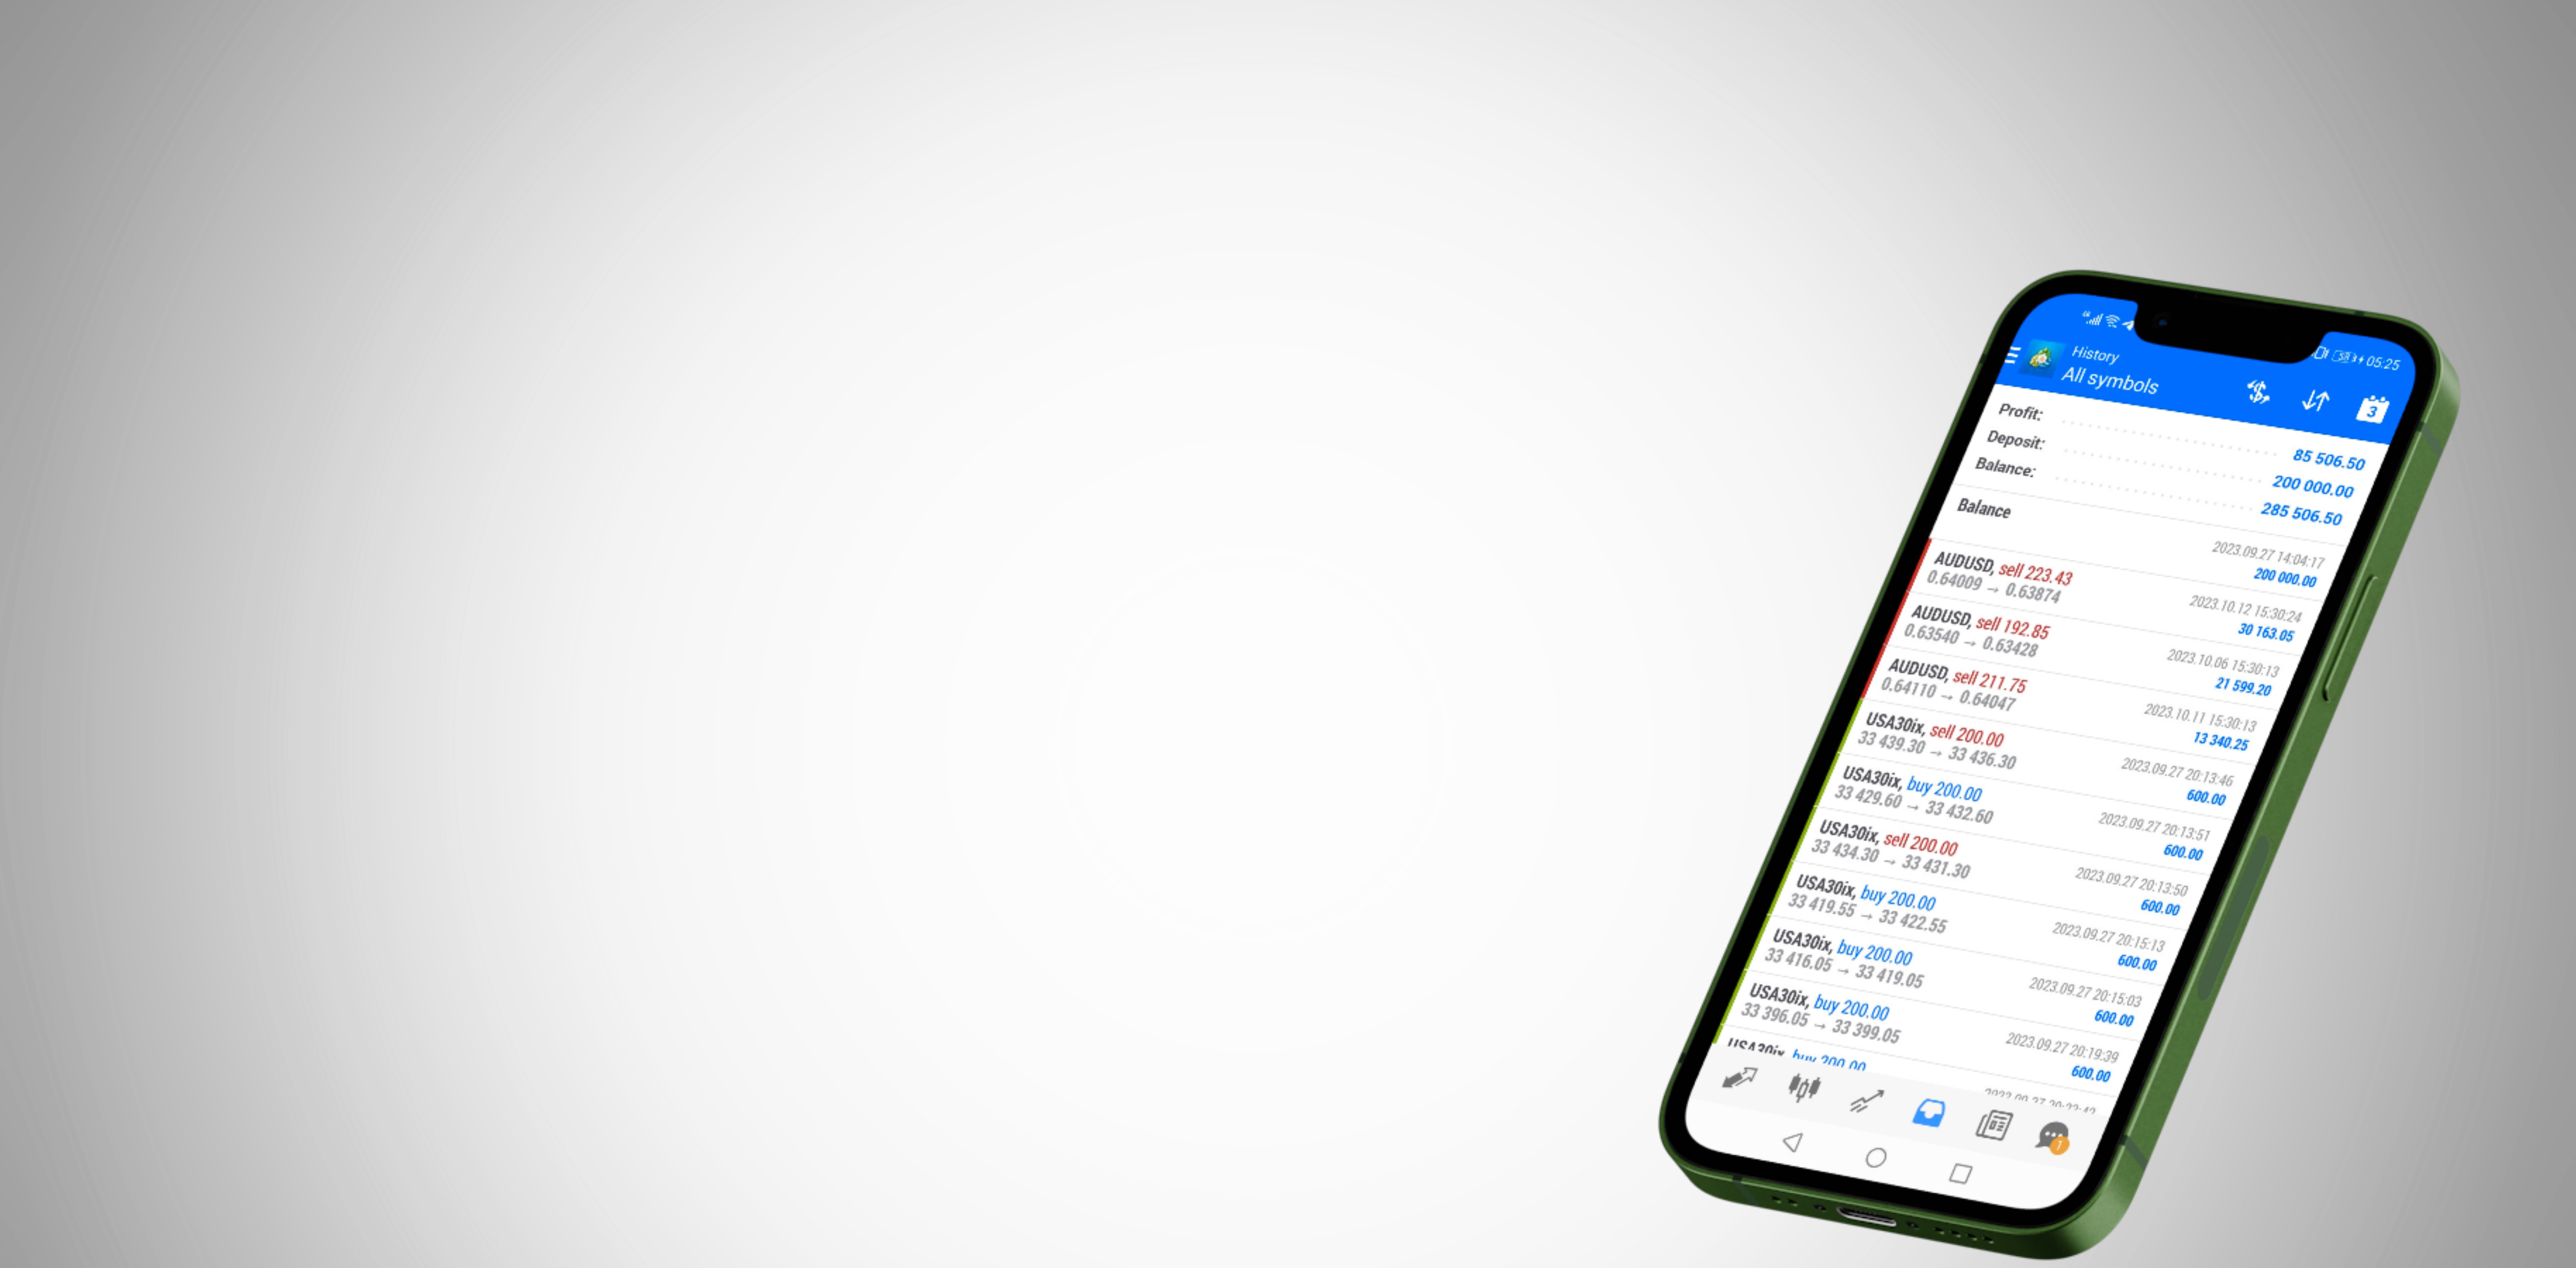 05:25
History
All symbols
3
Profit: 85 506.50
Deposit: 200 000.00
Balance: 285 506.50
Balance 2023.09.27 14:04:17
200 000.00
AUDUSD, sell 223.43 2023.10.12 15:30:24
0.64009 → 0.63874 30 163.05
AUDUSD, sell 192.85 2023.10.06 15:30:13
0.63540 → 0.63428 21 599.20
AUDUSD, sell 211.75 2023.10.11 15:30:13
0.64110 → 0.64047 13 340.25
USA30ix, sell 200.00 2023.09.27 20:13:46
33 439.30 → 33 436.30 600.00
USA30ix, buy 200.00 2023.09.27 20:13:51
33 429.60 → 33 432.60 600.00
USA30ix, sell 200.00 2023.09.27 20:13:50
33 434.30 → 33 431.30 600.00
USA30ix, buy 200.00 2023.09.27 20:15:13
33 419.55 → 33 422.55 600.00
USA30ix, buy 200.00 2023.09.27 20:15:03
33 416.05 → 33 419.05 600.00
USA30ix, buy 200.00 2023.09.27 20:19:39
33 396.05 → 33 399.05 600.00
USA30ix, buy 200.00
1